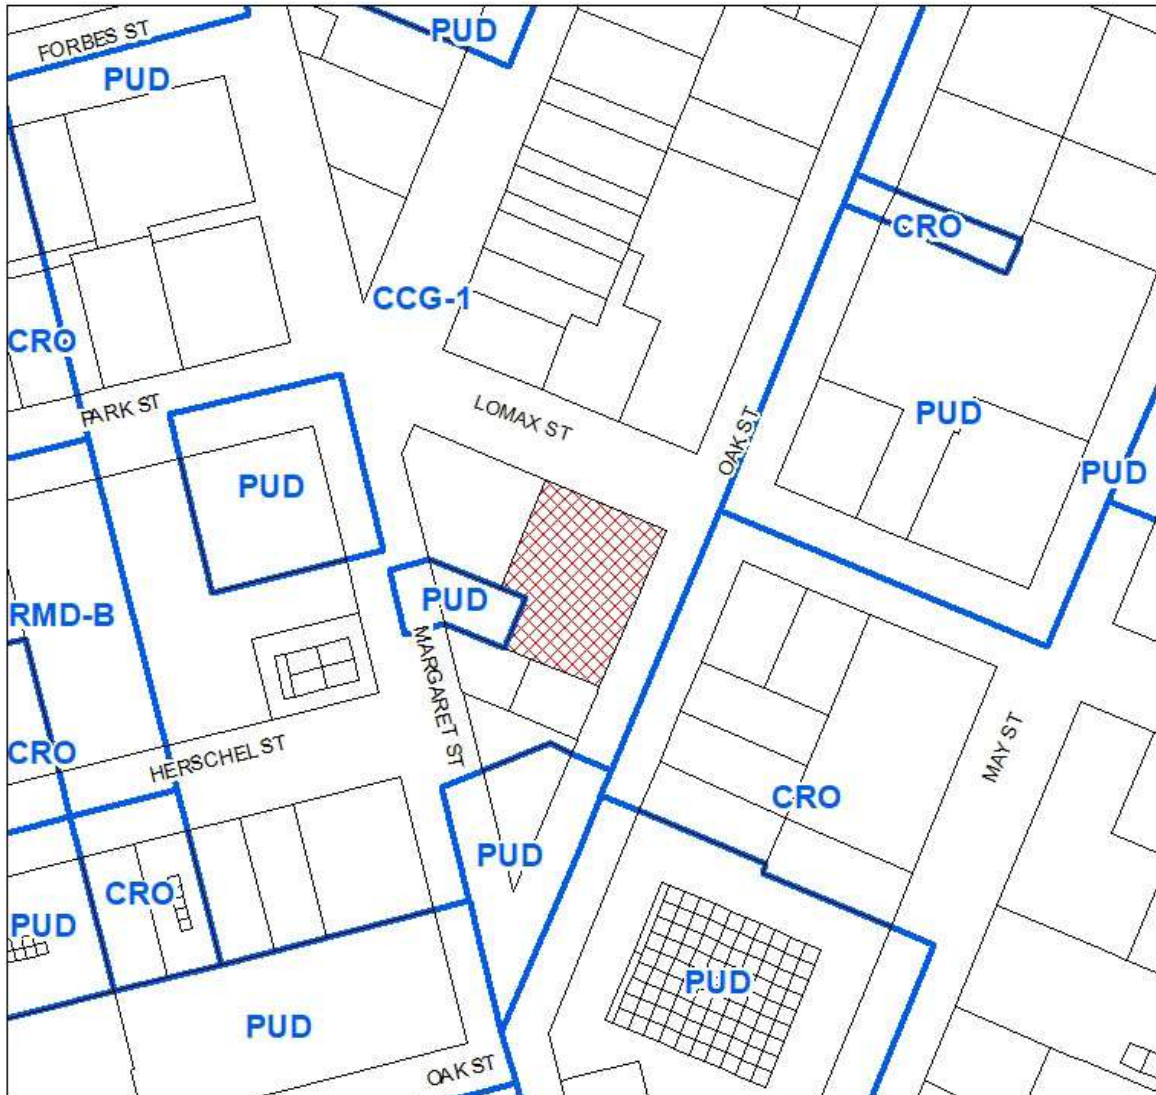 FORBES ST
PUD
PUD
CRO
CCG-1
CRO
PARK ST
LOMAX ST
OAK ST
PUD
PUD
PUD
PUD
RMD-B
MARGARET ST
CRO
HERSCHEL ST
MAY ST
CRO
PUD
CRO
PUD
PUD
PUD
OAK ST